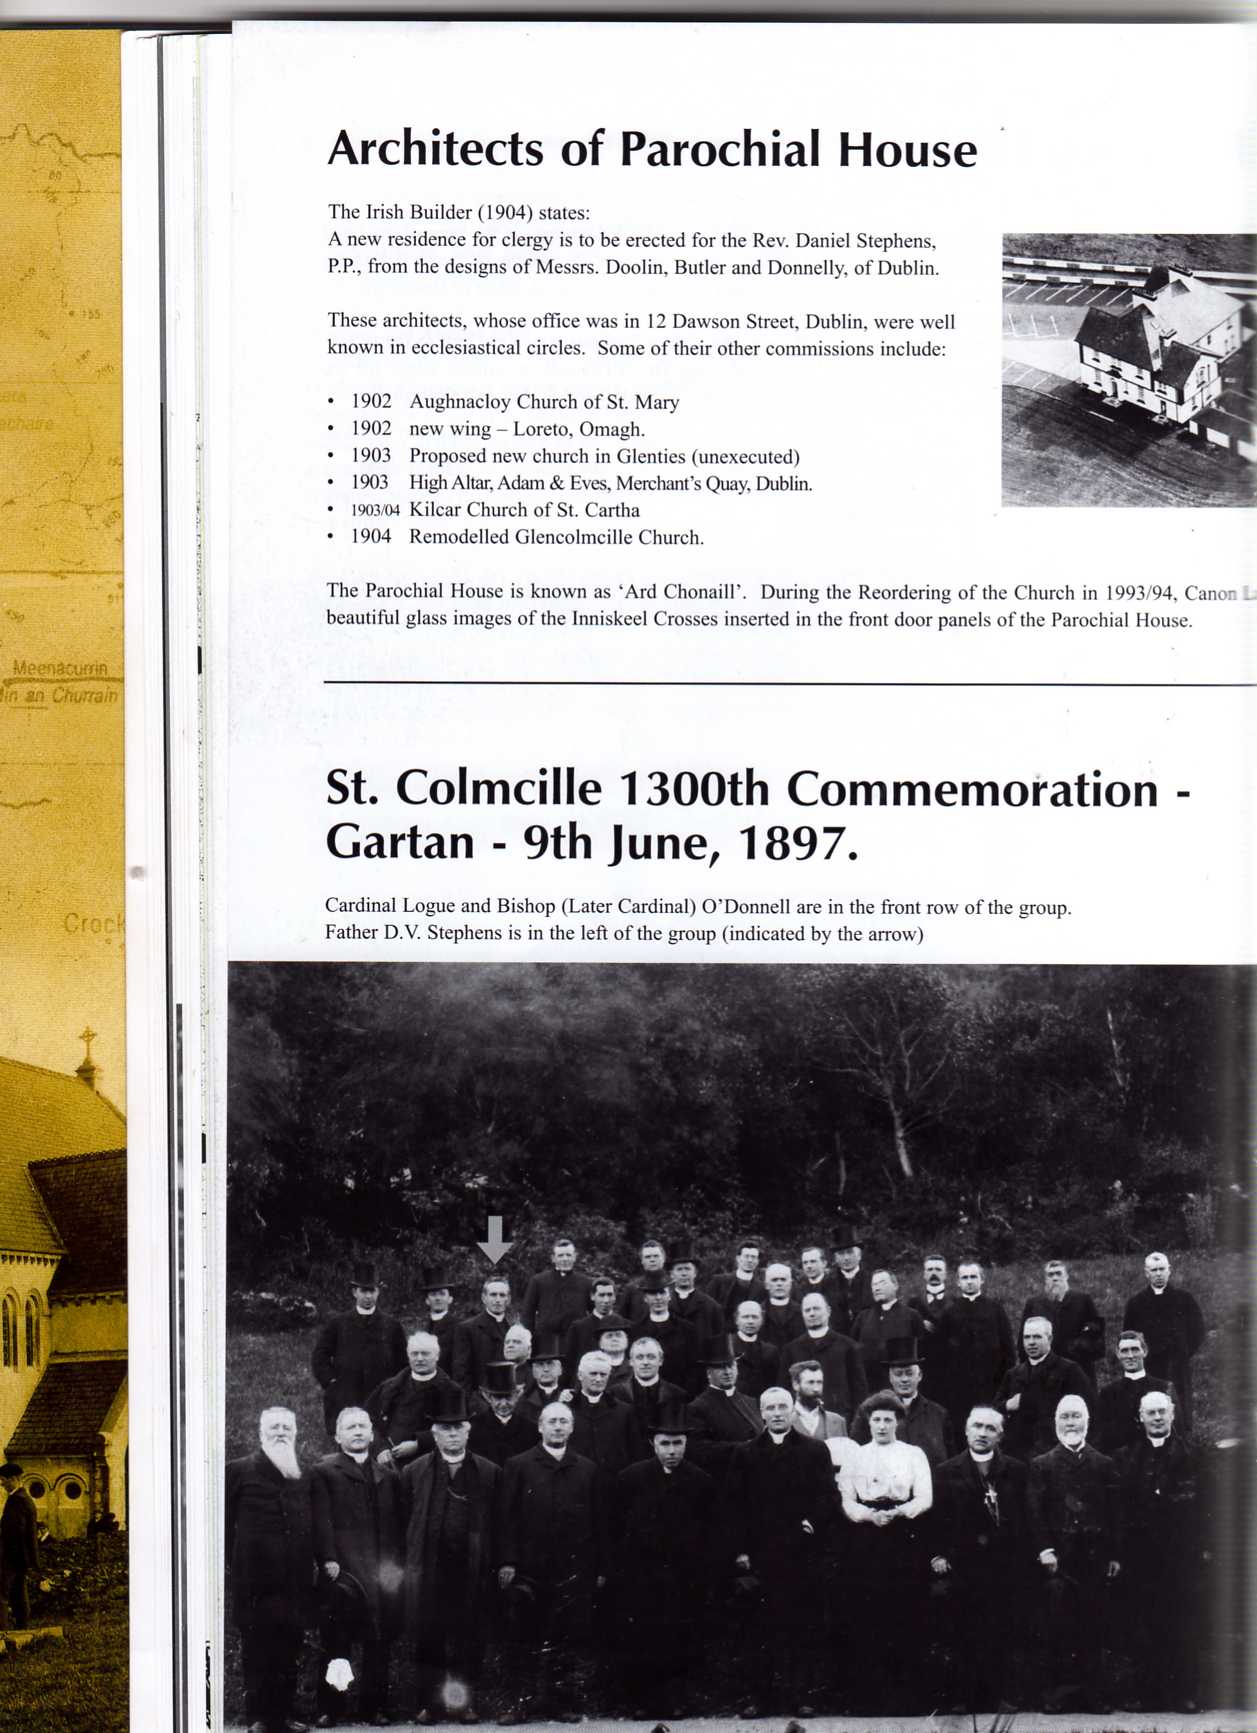 Architects of Parochial House
The Irish Builder (1904) states:
A new residence for clergy is to be erected for the Rev. Daniel Stephens,
P.P., from the designs of Messrs. Doolin, Butler and Donnelly, of Dublin.
These architects, whose office was in 12 Dawson Street, Dublin, were well
known in ecclesiastical circles. Some of their other commissions include:
• 1902 Aughnacloy Church of St. Mary
• 1902 new wing – Loreto, Omagh.
• 1903 Proposed new church in Glenties (unexecuted)
• 1903 High Altar, Adam & Eves, Merchant's Quay, Dublin.
• 1903/04 Kilcar Church of St. Cartha
• 1904 Remodelled Glencolmcille Church.
The Parochial House is known as 'Ard Chonaill'. During the Reordering of the Church in 1993/94, Canon
beautiful glass images of the Inniskeel Crosses inserted in the front door panels of the Parochial House.
St. Colmcille 1300th Commemoration -
Gartan - 9th June, 1897.
Cardinal Logue and Bishop (Later Cardinal) O'Donnell are in the front row of the group.
Father D.V. Stephens is in the left of the group (indicated by the arrow)
80
155
Meenacurrin
an Churrain
Crock